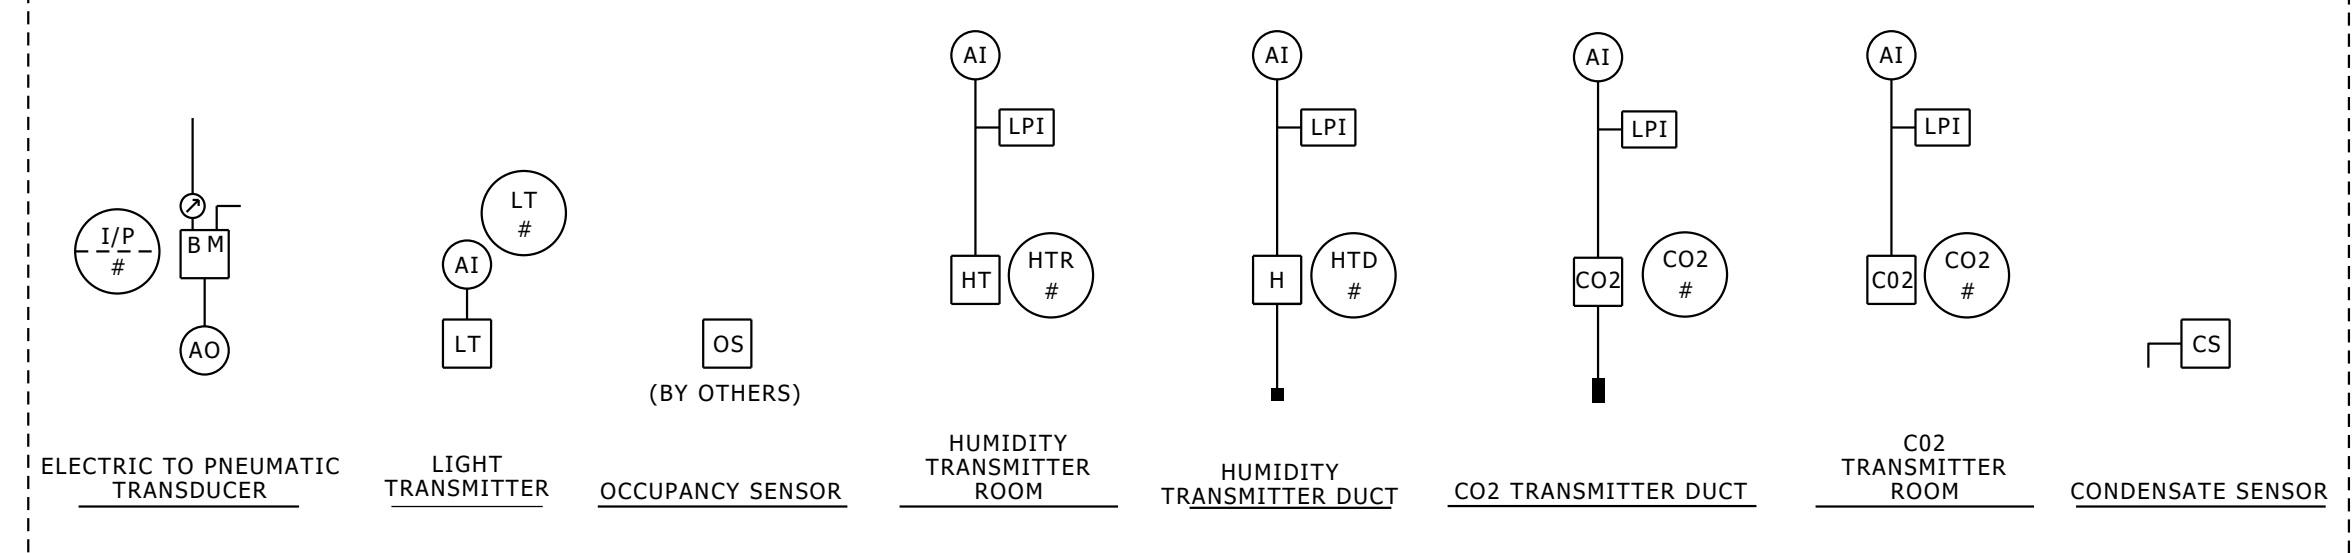 I/P
#
B M
AO
ELECTRIC TO PNEUMATIC
TRANSDUCER
LT
#
AI
LT
LIGHT
TRANSMITTER
OS
(BY OTHERS)
OCCUPANCY SENSOR
AI
LPI
HT
HTR
#
HUMIDITY
TRANSMITTER
ROOM
AI
LPI
H
HTD
#
HUMIDITY
TRANSMITTER DUCT
AI
LPI
CO2
CO2
#
CO2 TRANSMITTER DUCT
AI
LPI
C02
CO2
#
C02
TRANSMITTER
ROOM
CS
CONDENSATE SENSOR